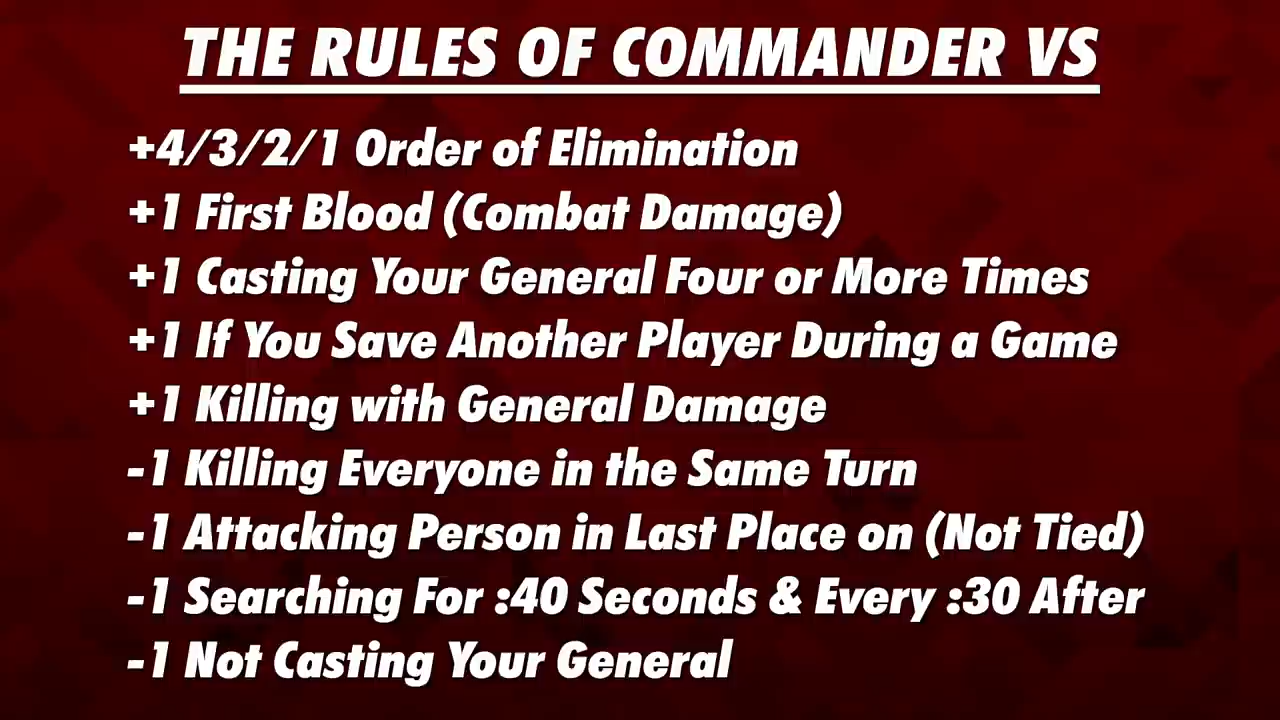 THE RULES OF COMMANDER VS
+4/3/2/1 Order of Elimination
+1 First Blood (Combat Damage)
+1 Casting Your General Four or More Times
+1 If You Save Another Player During a Game
+1 Killing with General Damage
-1 Killing Everyone in the Same Turn
-1 Attacking Person in Last Place on (Not Tied)
-1 Searching For :40 Seconds & Every :30 After
-1 Not Casting Your General